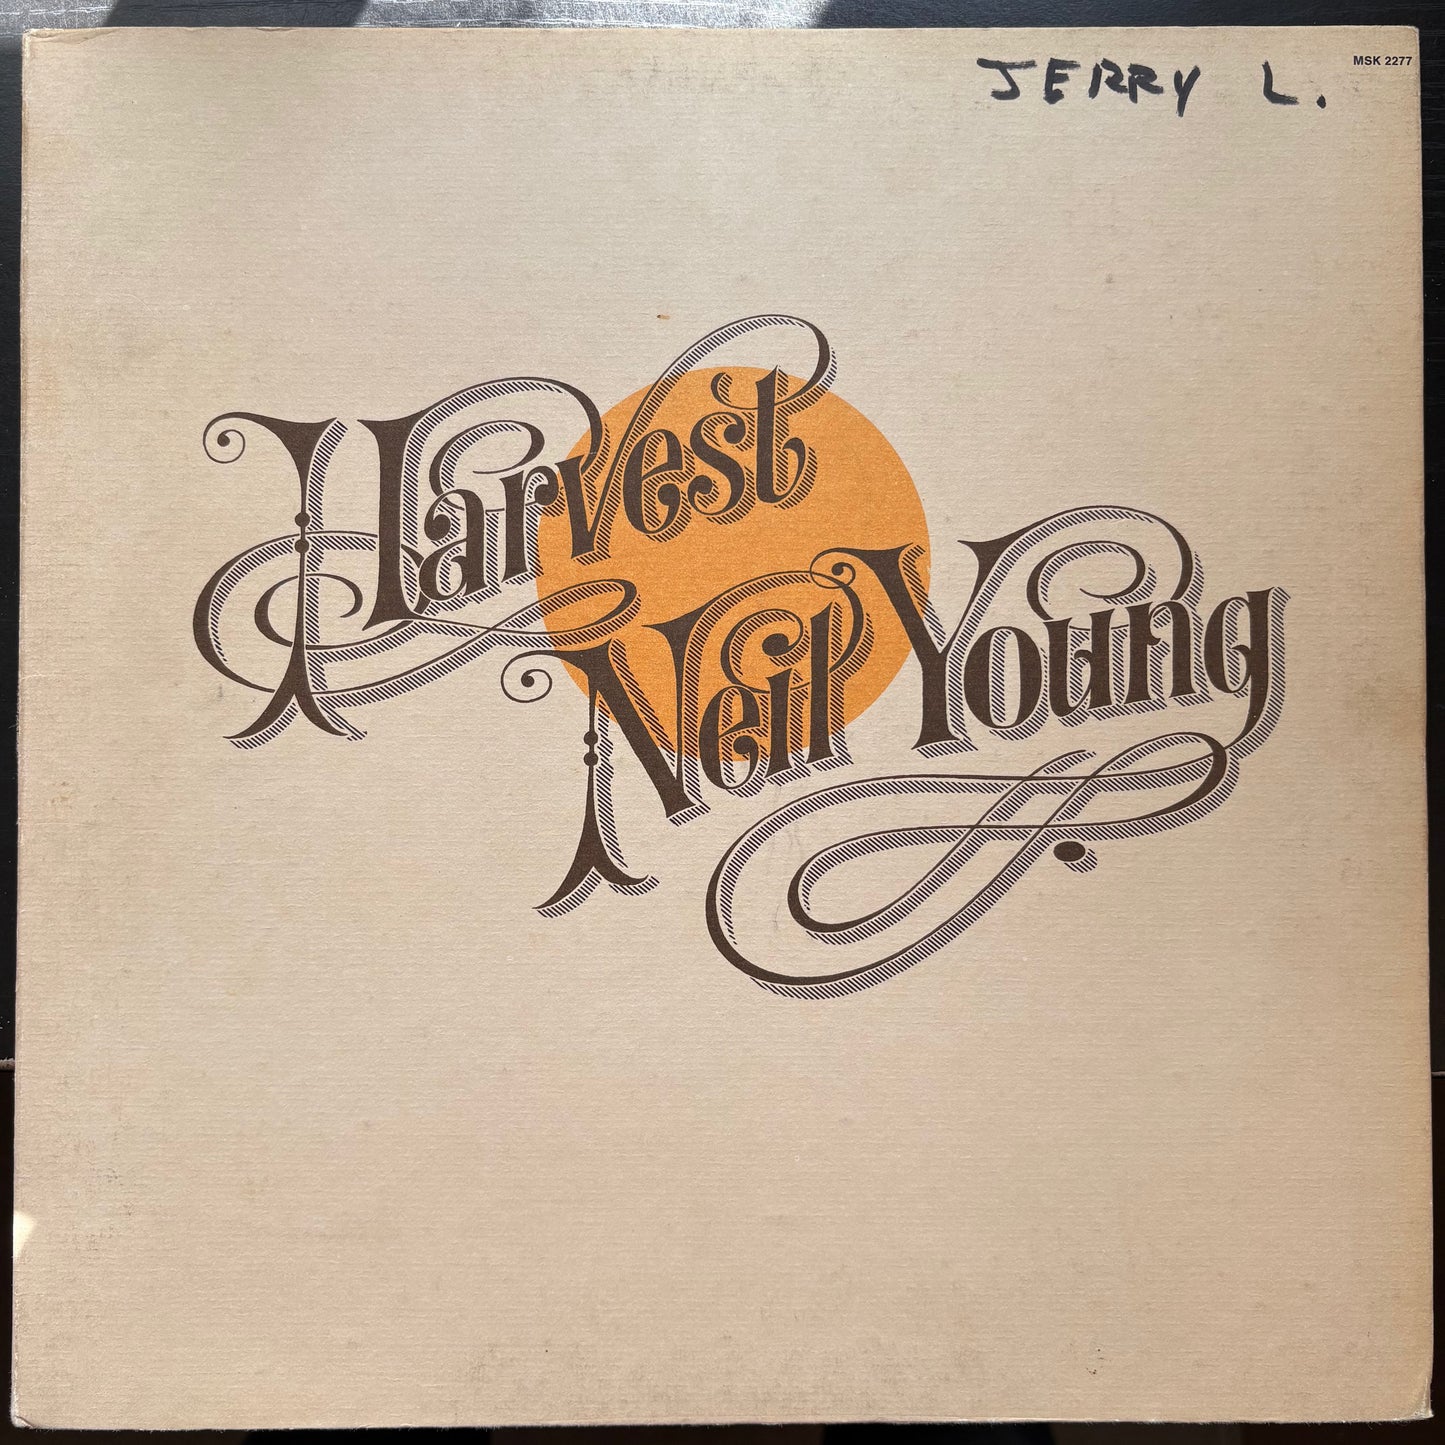 JERRY L.
MSK 2277
Harvest
Neil Young